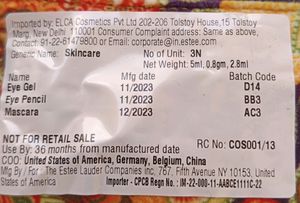 Imported by: ELCA Cosmetics Pvt Ltd 202-206 Tolstoy House,15 Tolstoy
Marg, New Delhi, 110001 Consumer Complaint address: Same as above,
Contact: 91-22-61479800 Email or Email: corporate@in.estee.com
Generic Name: Skincare No of Unit: 3N
Net Weight: 5ml, 0.8gm, 2.8ml
Mfg date Batch Code
Eye Gel 11/2023 D14
Eye Pencil 11/2023 BB3
Mascara 12/2023 AC3
NOT FOR RETAIL SALE
Use By: 36 months from manufactured date RC No: COS001/13
COO: United States of America, Germany, Belgium, China
Mfg By / For : The Estee Lauder Companies inc., 767, Fifth Avenue NY 10153, United
States of America Importer - CPCB Regn No. : IM-22-000-11-AABCE1111C-22